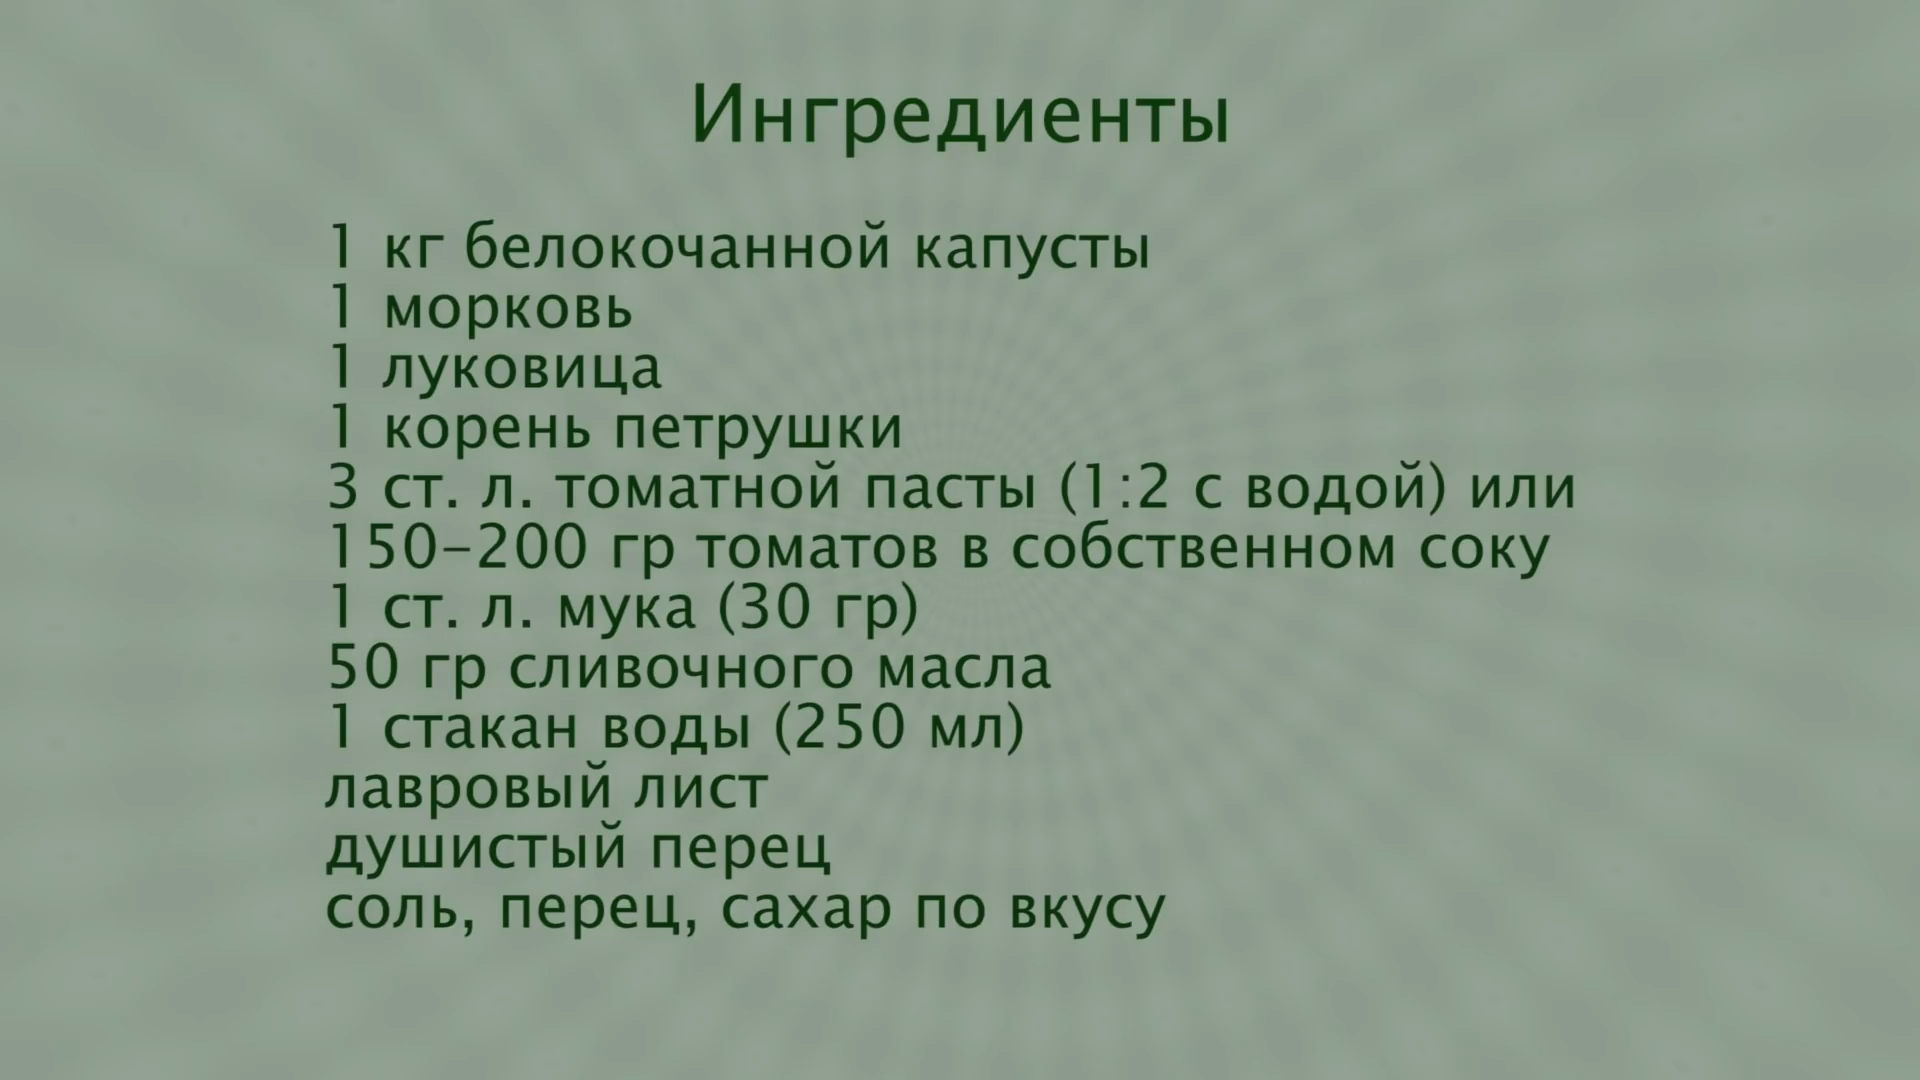 Ингредиенты
1 кг белокочанной капусты
1 морковь
1 луковица
1 корень петрушки
3 ст. л. томатной пасты (1:2 с водой) или
150-200 гр томатов в собственном соку
1 ст. л. мука (30 гр)
50 гр сливочного масла
1 стакан воды (250 мл)
лавровый лист
душистый перец
соль, перец, сахар по вкусу